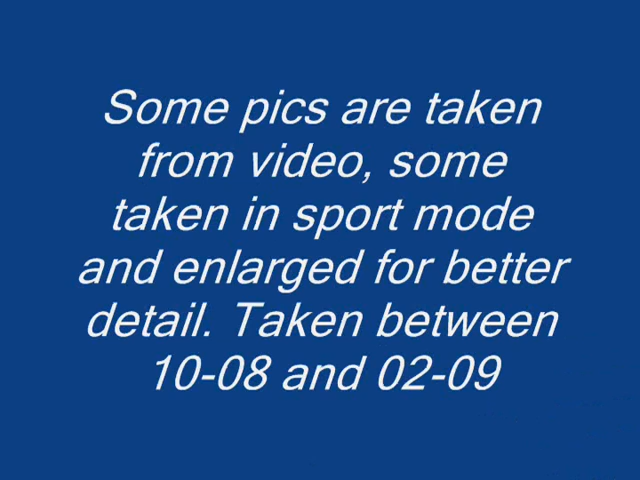 Some pics are taken
from video, some
taken in sport mode
and enlarged for better
detail. Taken between
10-08 and 02-09